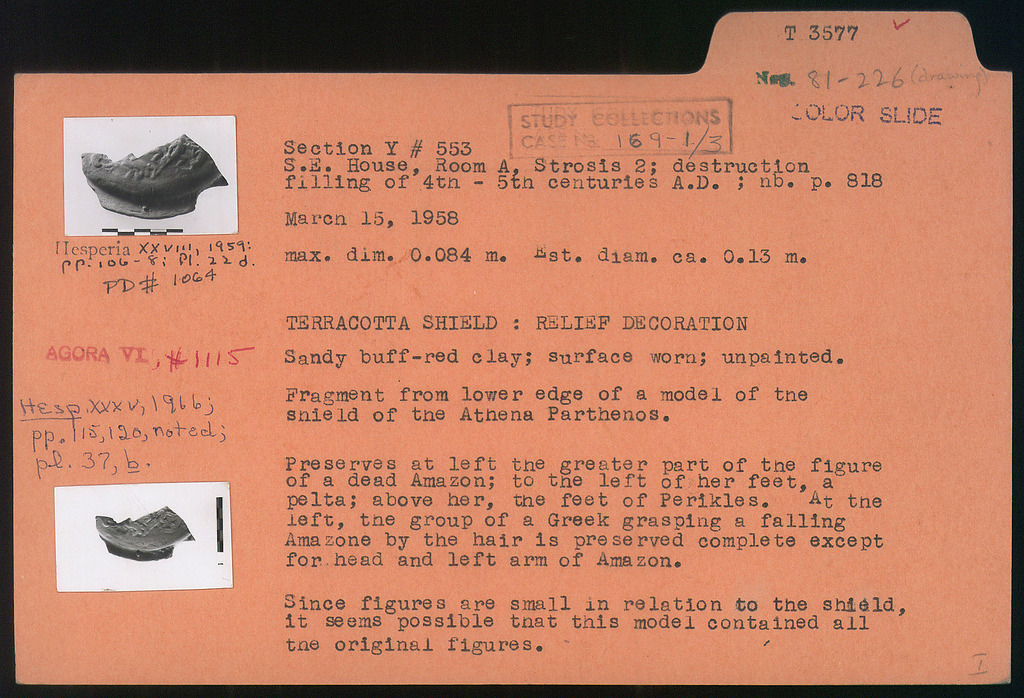 T 3577
Neg. 81-226 (drawing)
COLOR SLIDE
STUDY COLLECTIONS
CASE NO. 169-1/3
Section Y # 553
S.E. House, Room A, Strosis 2; destruction
filling of 4th - 5th centuries A.D. ; nb. p. 818
March 15, 1958
max. dim. 0.084 m. Est. diam. ca. 0.13 m.
Hesperia XXVIII, 1959:
pp. 106-8; Pl. 22 d.
PD# 1064
TERRACOTTA SHIELD : RELIEF DECORATION
AGORA VI, #1115
Sandy buff-red clay; surface worn; unpainted.
Fragment from lower edge of a model of the
shield of the Athena Parthenos.
Hesp. XXXV, 1966;
pp. 115, 120, noted;
pl. 37, b.
Preserves at left the greater part of the figure
of a dead Amazon; to the left of her feet, a
pelta; above her, the feet of Perikles. At the
left, the group of a Greek grasping a falling
Amazone by the hair is preserved complete except
for head and left arm of Amazon.
Since figures are small in relation to the shield,
it seems possible that this model contained all
the original figures.
I